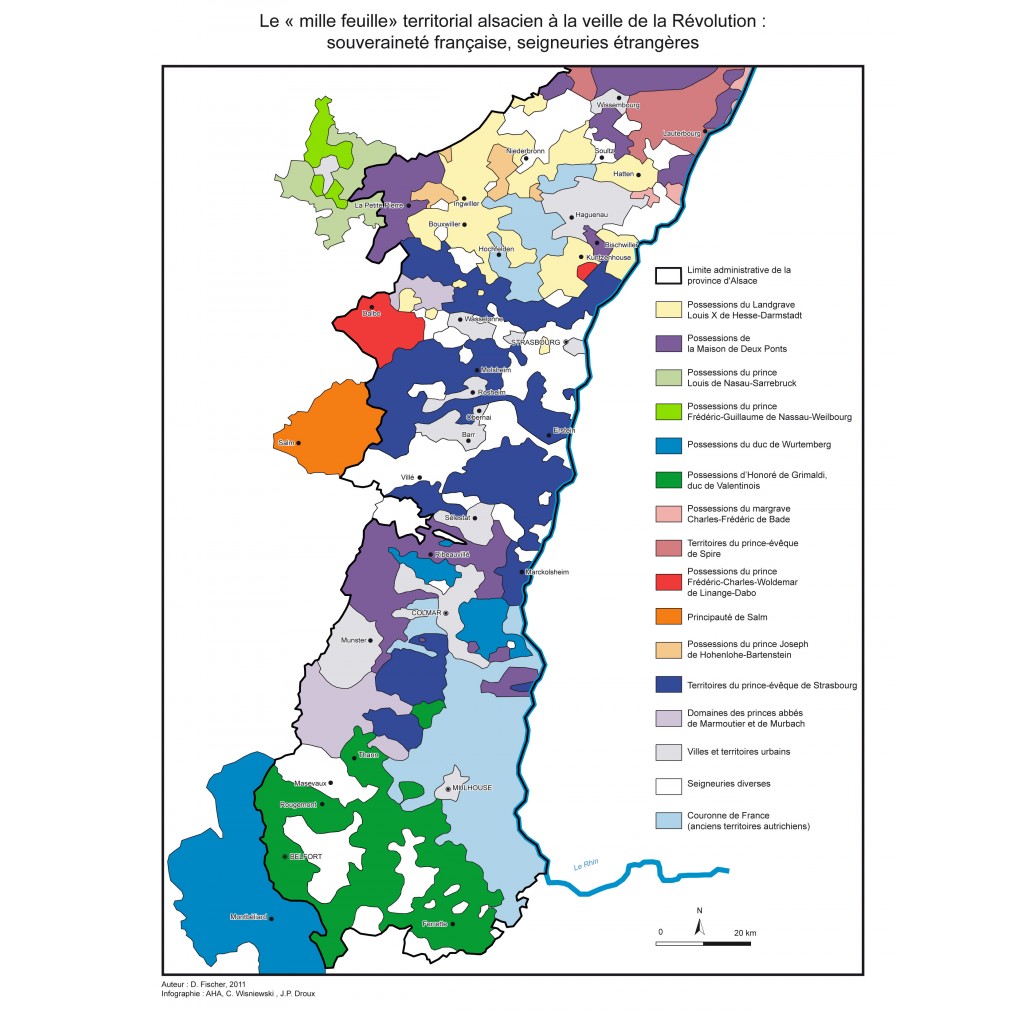 Le « mille feuille» territorial alsacien à la veille de la Révolution :
souveraineté française, seigneuries étrangères
Wissembourg
Lauterbourg
Niederbronn
Soultz
Hatten
La Petite Pierre
Ingwiller
Haguenau
Bouxwiller
Bischwiller
Hochfelden
Kurtzenhouse
Dalbo
Wasselonne
STRASBOURG
Molsheim
Rosheim
Obernai
Barr
Erstein
Salm
Villé
Sélestat
Ribeauvillé
Marckolsheim
COLMAR
Munster
Thann
Masevaux
MULHOUSE
Rougemont
BELFORT
Montbéliard
Ferrette
Le Rhin
Limite administrative de la
province d'Alsace
Possessions du Landgrave
Louis X de Hesse-Darmstadt
Possessions de
la Maison de Deux Ponts
Possessions du prince
Louis de Nasau-Sarrebruck
Possessions du prince
Frédéric-Guillaume de Nassau-Weilbourg
Possessions du duc de Wurtemberg
Possessions d'Honoré de Grimaldi,
duc de Valentinois
Possessions du margrave
Charles-Frédéric de Bade
Territoires du prince-évêque
de Spire
Possessions du prince
Frédéric-Charles-Woldemar
de Linange-Dabo
Principauté de Salm
Possessions du prince Joseph
de Hohenlohe-Bartenstein
Territoires du prince-évêque de Strasbourg
Domaines des princes abbés
de Marmoutier et de Murbach
Villes et territoires urbains
Seigneuries diverses
Couronne de France
(anciens territoires autrichiens)
N
0 20 km
Auteur : D. Fischer, 2011
Infographie : AHA, C. Wisniewski , J.P. Droux